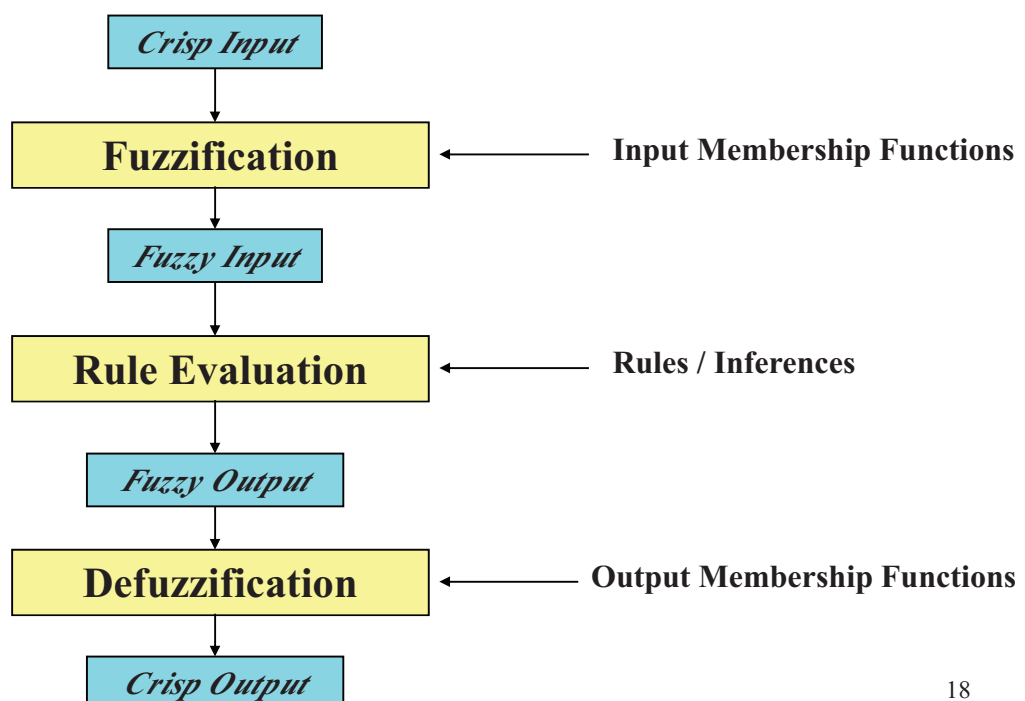 Crisp Input
Fuzzification
Input Membership Functions
Fuzzy Input
Rule Evaluation
Rules / Inferences
Fuzzy Output
Defuzzification
Output Membership Functions
Crisp Output
18